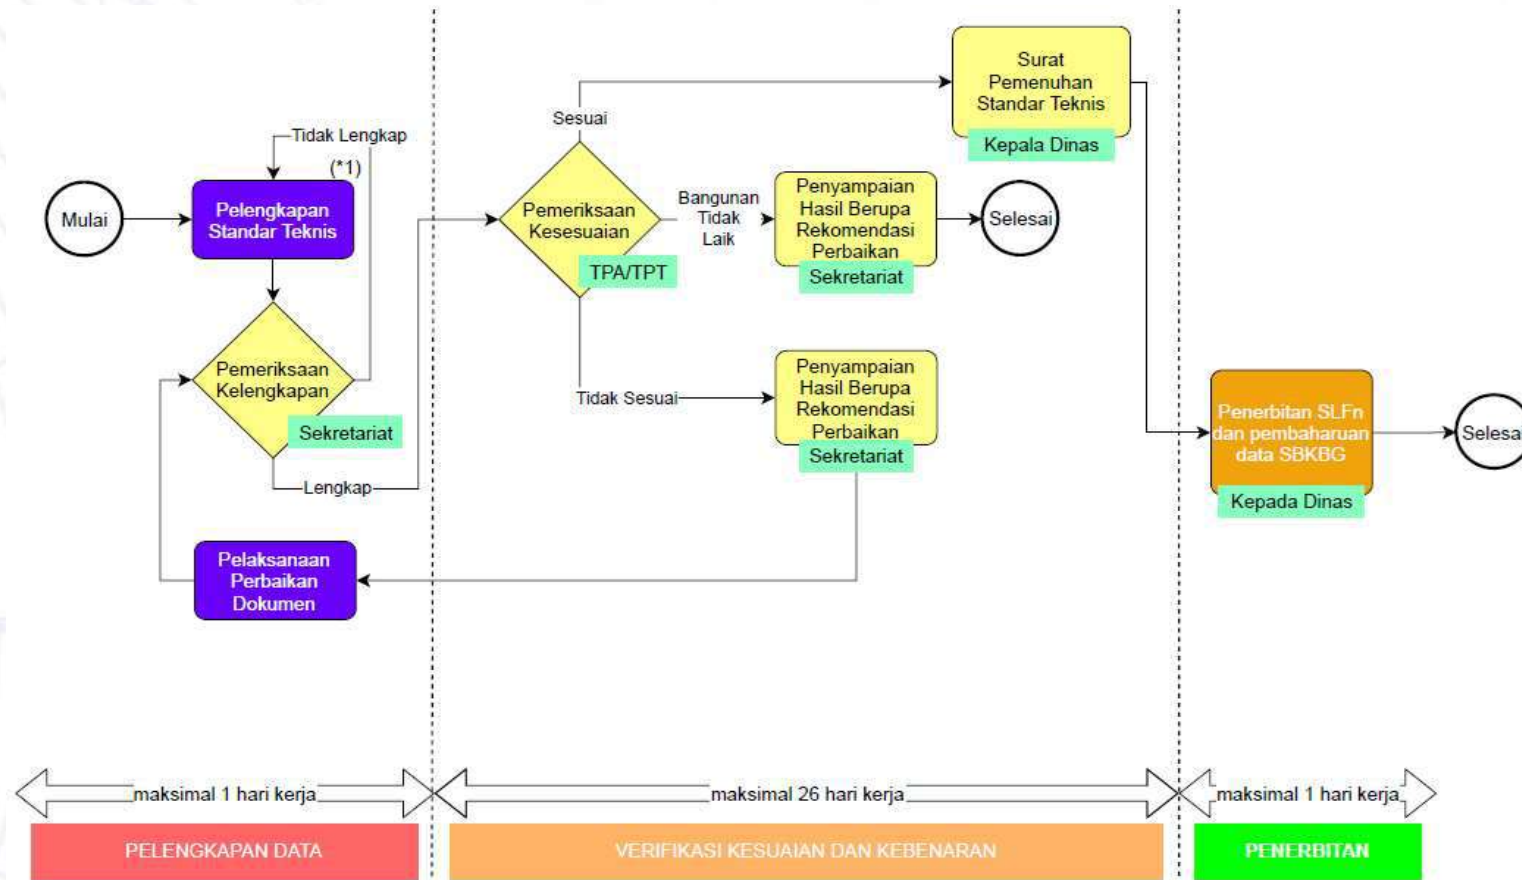 Mulai
Tidak Lengkap
(*1)
Pelengkapan
Standar Teknis
Pemeriksaan
Kelengkapan
Sekretariat
Lengkap
Pelaksanaan
Perbaikan
Dokumen
Sesuai
Pemeriksaan
Kesesuaian
TPA/TPT
Bangunan
Tidak
Laik
Tidak Sesuai
Surat
Pemenuhan
Standar Teknis
Kepala Dinas
Penyampaian
Hasil Berupa
Rekomendasi
Perbaikan
Sekretariat
Selesai
Penyampaian
Hasil Berupa
Rekomendasi
Perbaikan
Sekretariat
Penerbitan SLFn
dan pembaharuan
data SBKBG
Kepada Dinas
Selesai
maksimal 1 hari kerja
maksimal 26 hari kerja
maksimal 1 hari kerja
PELENGKAPAN DATA
VERIFIKASI KESUAIAN DAN KEBENARAN
PENERBITAN